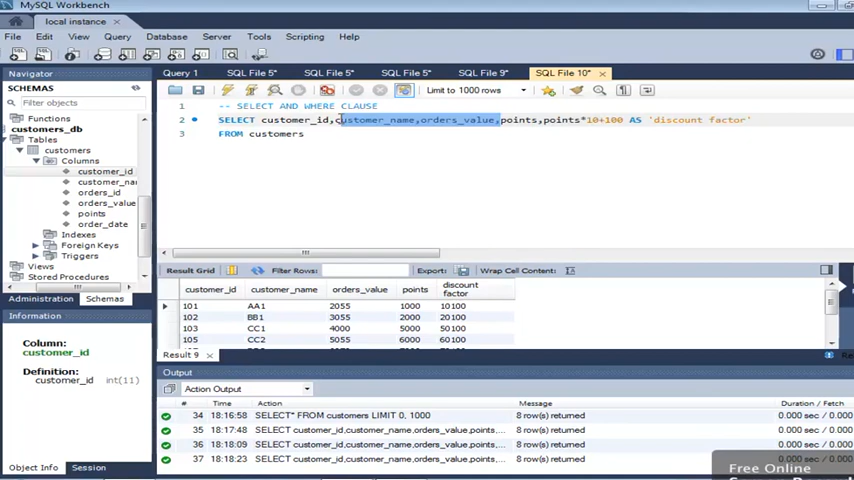 MySQL Workbench
local instance
File Edit View Query Database Server Tools Scripting Help
Navigator
SCHEMAS
Filter objects
Functions
customers_db
Tables
customers
Columns
customer_id
customer_na
orders_id
orders_value
points
order_date
Indexes
Foreign Keys
Triggers
Views
Stored Procedures
Administration Schemas
Information
Column:
customer_id
Definition:
customer_id int(11)
Object Info Session
Query 1 SQL File 5* SQL File 5* SQL File 5* SQL File 9* SQL File 10*
Limit to 1000 rows
1 -- SELECT AND WHERE CLAUSE
2 SELECT customer_id,customer_name,orders_value,points,points*10+100 AS 'discount factor'
3 FROM customers
Result Grid Filter Rows: Export: Wrap Cell Content:
customer_id customer_name orders_value points discount factor
101 AA1 2055 1000 10100
102 BB1 3055 2000 20100
103 CC1 4000 5000 50100
105 CC2 5055 6000 60100
Result 9
Output
Action Output
# Time Action Message Duration / Fetch
34 18:16:58 SELECT* FROM customers LIMIT 0, 1000 8 row(s) returned 0.000 sec / 0.000
35 18:17:48 SELECT customer_id,customer_name,orders_value,points,... 8 row(s) returned 0.000 sec / 0.000
36 18:18:09 SELECT customer_id,customer_name,orders_value,points,... 8 row(s) returned 0.000 sec / 0.000
37 18:18:23 SELECT customer_id,customer_name,orders_value,points,... 8 row(s) returned 0.000 sec / 0.000
Free Online